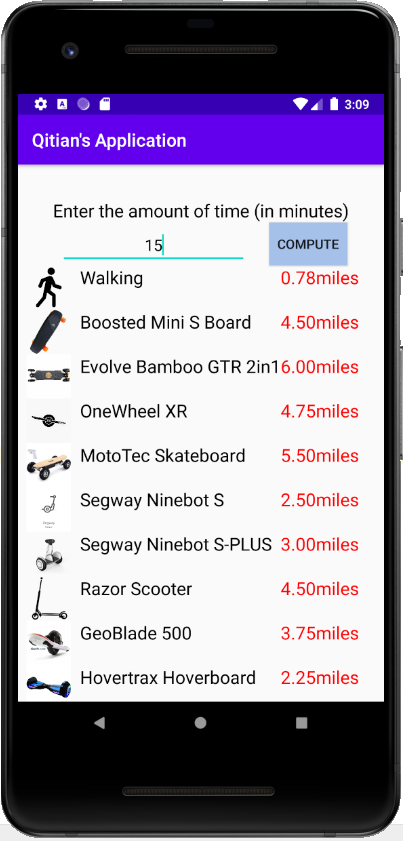 3:09
Qitian's Application
Enter the amount of time (in minutes)
15 COMPUTE
Walking 0.78miles
Boosted Mini S Board 4.50miles
Evolve Bamboo GTR 2in1 6.00miles
OneWheel XR 4.75miles
MotoTec Skateboard 5.50miles
Segway Ninebot S 2.50miles
Segway Ninebot S-PLUS 3.00miles
Razor Scooter 4.50miles
GeoBlade 500 3.75miles
Hovertrax Hoverboard 2.25miles